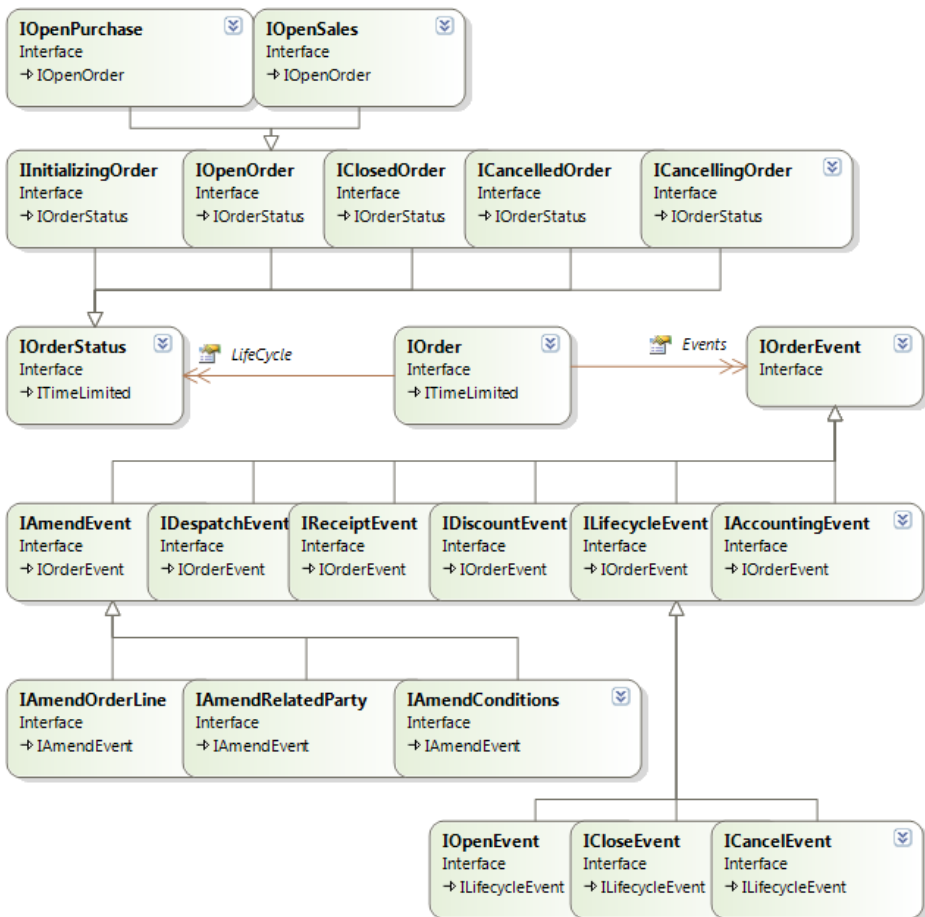 IOpenPurchase
Interface
IOpenOrder
IOpenSales
Interface
IOpenOrder
IInitializingOrder
Interface
IOrderStatus
IOpenOrder
Interface
IOrderStatus
IClosedOrder
Interface
IOrderStatus
ICancelledOrder
Interface
IOrderStatus
ICancellingOrder
Interface
IOrderStatus
IOrderStatus
Interface
ITimeLimited
LifeCycle
IOrder
Interface
ITimeLimited
Events
IOrderEvent
Interface
IAmendEvent
Interface
IOrderEvent
IDespatchEvent
Interface
IOrderEvent
IReceiptEvent
Interface
IOrderEvent
IDiscountEvent
Interface
IOrderEvent
ILifecycleEvent
Interface
IOrderEvent
IAccountingEvent
Interface
IOrderEvent
IAmendOrderLine
Interface
IAmendEvent
IAmendRelatedParty
Interface
IAmendEvent
IAmendConditions
Interface
IAmendEvent
IOpenEvent
Interface
ILifecycleEvent
ICloseEvent
Interface
ILifecycleEvent
ICancelEvent
Interface
ILifecycleEvent